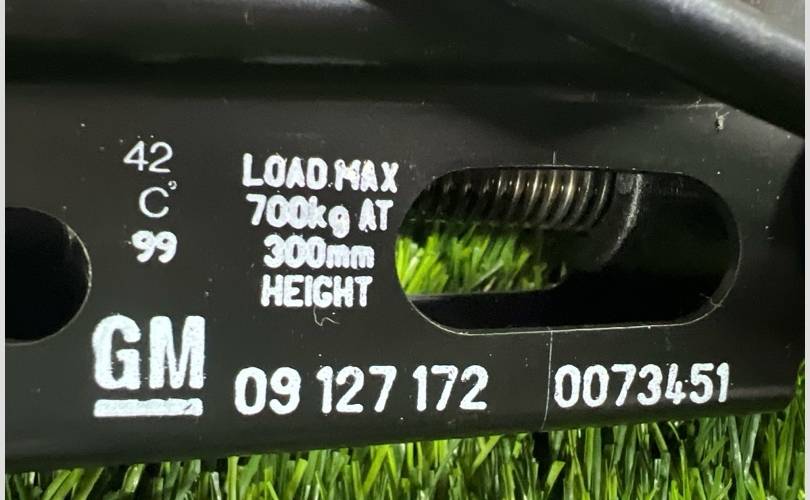 42
C
99
LOAD MAX
700kg AT
300mm
HEIGHT
GM
09 127 172 0073451